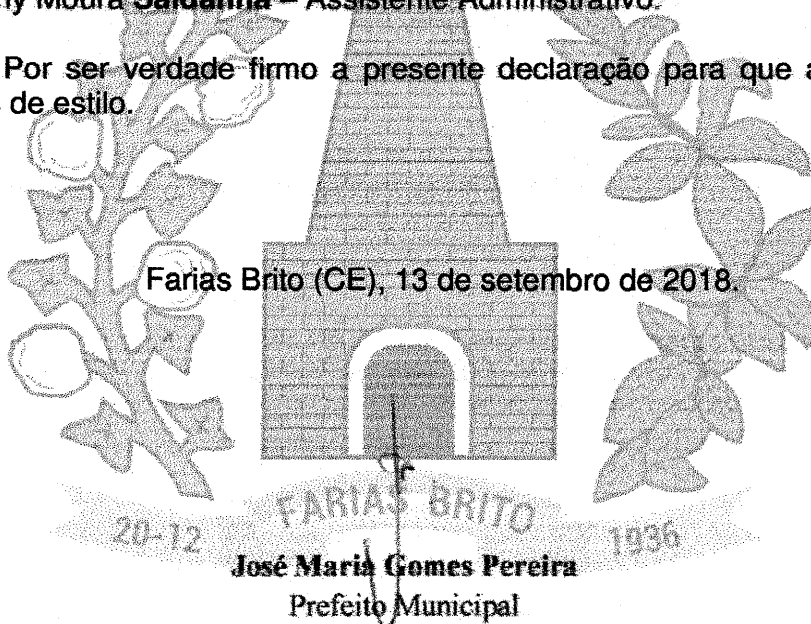 Moura Saldanha – Assistente Administrativo.
Por ser verdade firmo a presente declaração para que
de estilo.
Farias Brito (CE), 13 de setembro de 2018.
20-12 FARIAS BRITO 1936
José Maria Gomes Pereira
Prefeito Municipal